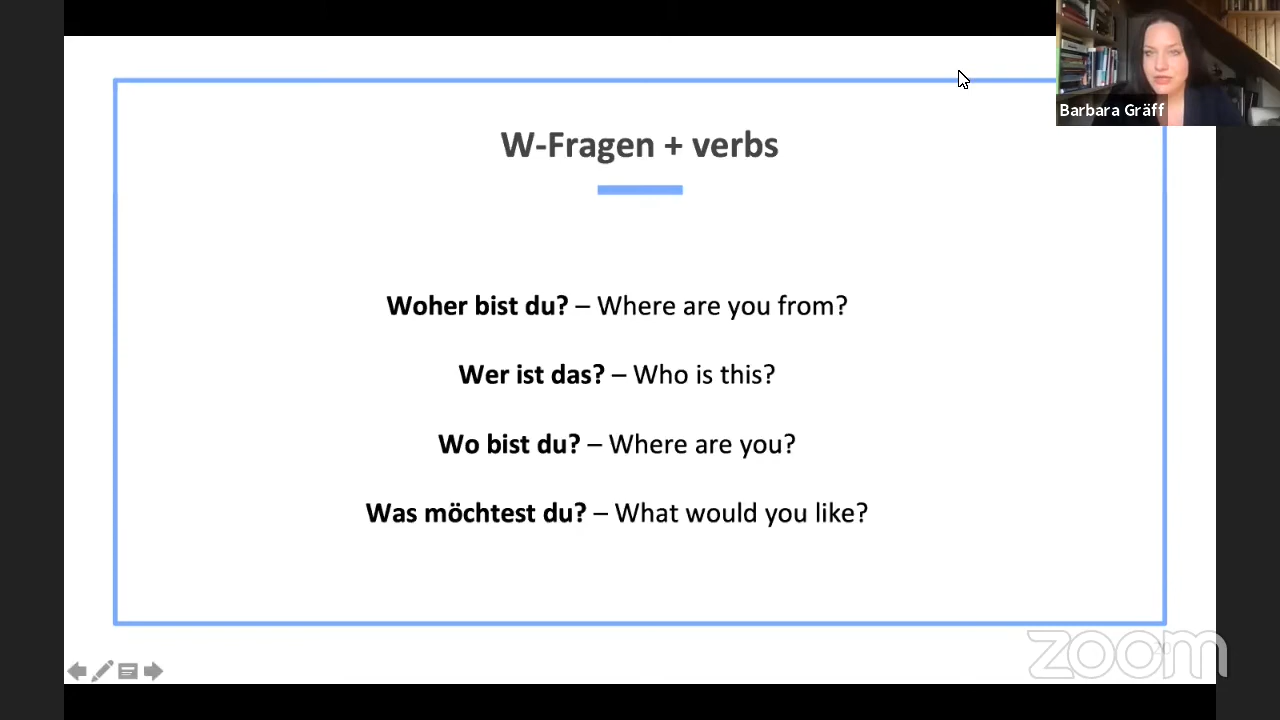 Barbara Gräff
W-Fragen + verbs
Woher bist du? – Where are you from?
Wer ist das? – Who is this?
Wo bist du? – Where are you?
Was möchtest du? – What would you like?
zoom